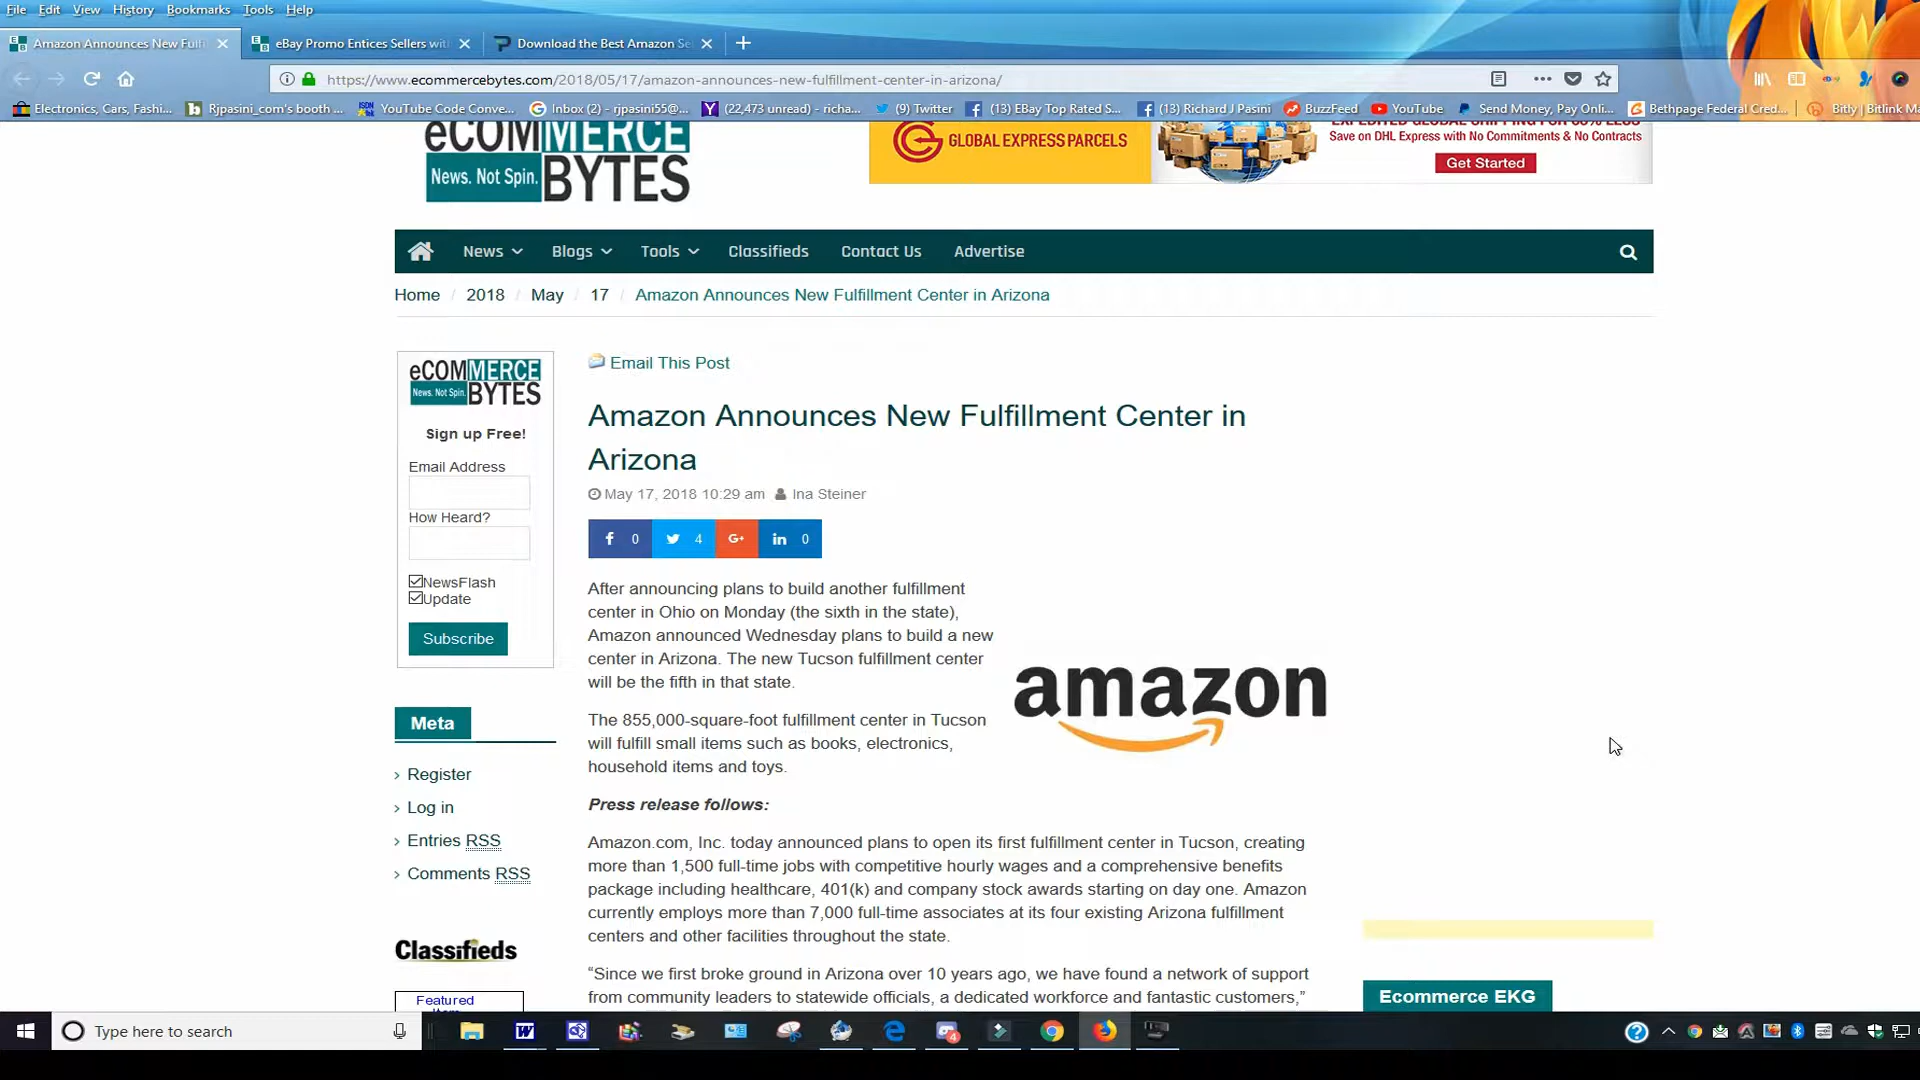 File Edit View History Bookmarks Tools Help
Amazon Announces New Fulfi
eBay Promo Entices Sellers wit
Download the Best Amazon Se
https://www.ecommercebytes.com/2018/05/17/amazon-announces-new-fulfillment-center-in-arizona/
Electronics, Cars, Fashi...
Ripasini_com's booth ...
YouTube Code Conve...
Inbox (2) - rjpasini55@...
(22,473 unread) - richa...
(9) Twitter
(13) EBay Top Rated S...
(13) Richard J Pasini
BuzzFeed
YouTube
Send Money, Pay Onli...
Bethpage Federal Cred...
Bitly | Bitlink Ma
eCOMMERCE
News. Not Spin. BYTES
GLOBAL EXPRESS PARCELS
Save on DHL Express with No Commitments & No Contracts
Get Started
News Blogs Tools Classifieds Contact Us Advertise
Home / 2018 / May / 17 / Amazon Announces New Fulfillment Center in Arizona
eCOMMERCE
News. Not Spin. BYTES
Sign up Free!
Email Address
How Heard?
NewsFlash
Update
Subscribe
Meta
Register
Log in
Entries RSS
Comments RSS
Classifieds
Featured
Email This Post
Amazon Announces New Fulfillment Center in
Arizona
May 17, 2018 10:29 am Ina Steiner
f 0
4
G+
in 0
After announcing plans to build another fulfillment
center in Ohio on Monday (the sixth in the state),
Amazon announced Wednesday plans to build a new
center in Arizona. The new Tucson fulfillment center
will be the fifth in that state.
amazon
The 855,000-square-foot fulfillment center in Tucson
will fulfill small items such as books, electronics,
household items and toys.
Press release follows:
Amazon.com, Inc. today announced plans to open its first fulfillment center in Tucson, creating
more than 1,500 full-time jobs with competitive hourly wages and a comprehensive benefits
package including healthcare, 401(k) and company stock awards starting on day one. Amazon
currently employs more than 7,000 full-time associates at its four existing Arizona fulfillment
centers and other facilities throughout the state.
“Since we first broke ground in Arizona over 10 years ago, we have found a network of support
from community leaders to statewide officials, a dedicated workforce and fantastic customers,”
Ecommerce EKG
Type here to search